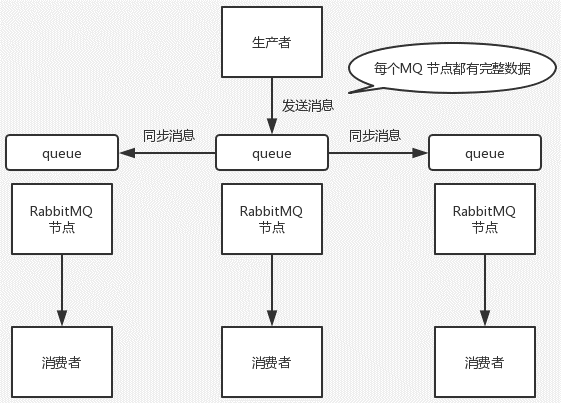 生产者
每个MQ 节点都有完整数据
发送消息
同步消息
同步消息
queue
queue
queue
RabbitMQ
节点
RabbitMQ
节点
RabbitMQ
节点
消费者
消费者
消费者